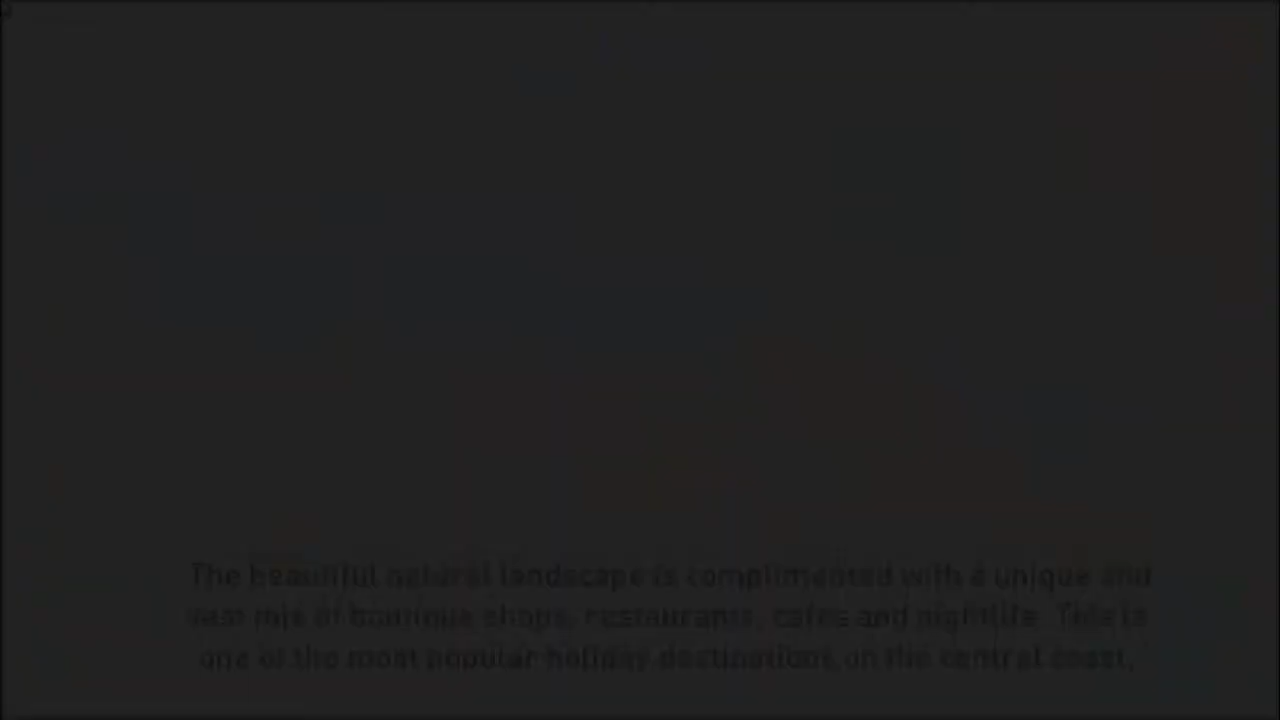 The beautiful natural landscape is complimented with a unique and
vast mix of boutique shops, restaurants, cafes and nightlife. This is
one of the most popular holiday destinations on the central coast.